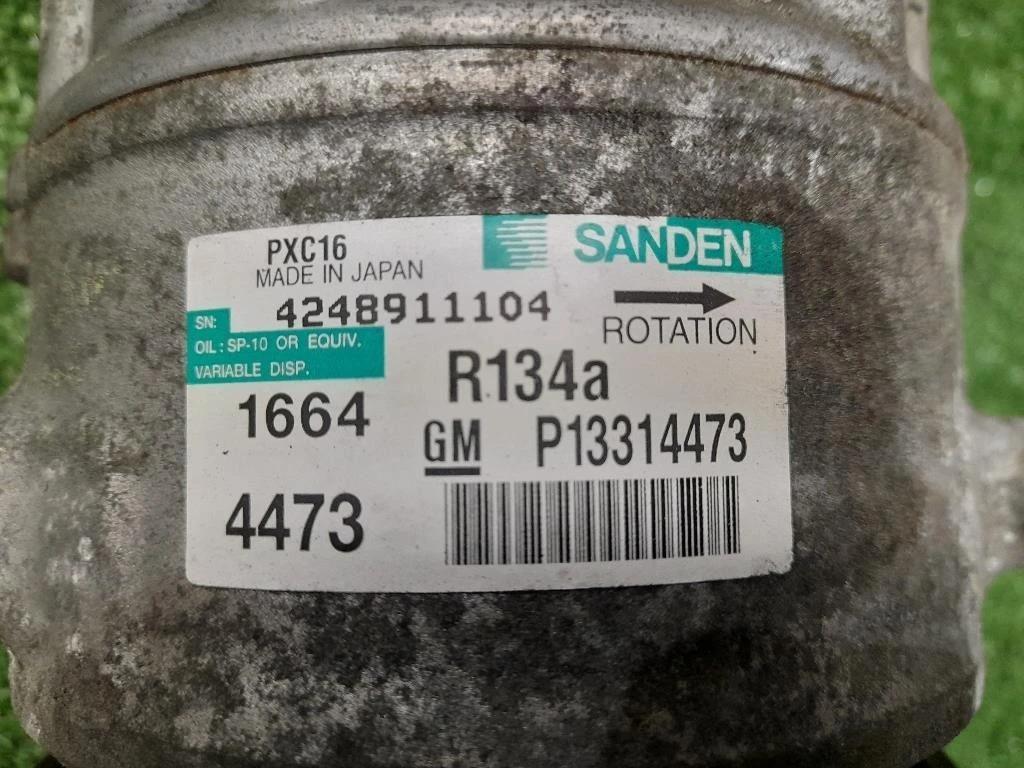 PXC16
MADE IN JAPAN
SANDEN
SN: 4248911104
ROTATION
OIL : SP-10 OR EQUIV.
VARIABLE DISP.
R134a
1664
GM P13314473
4473